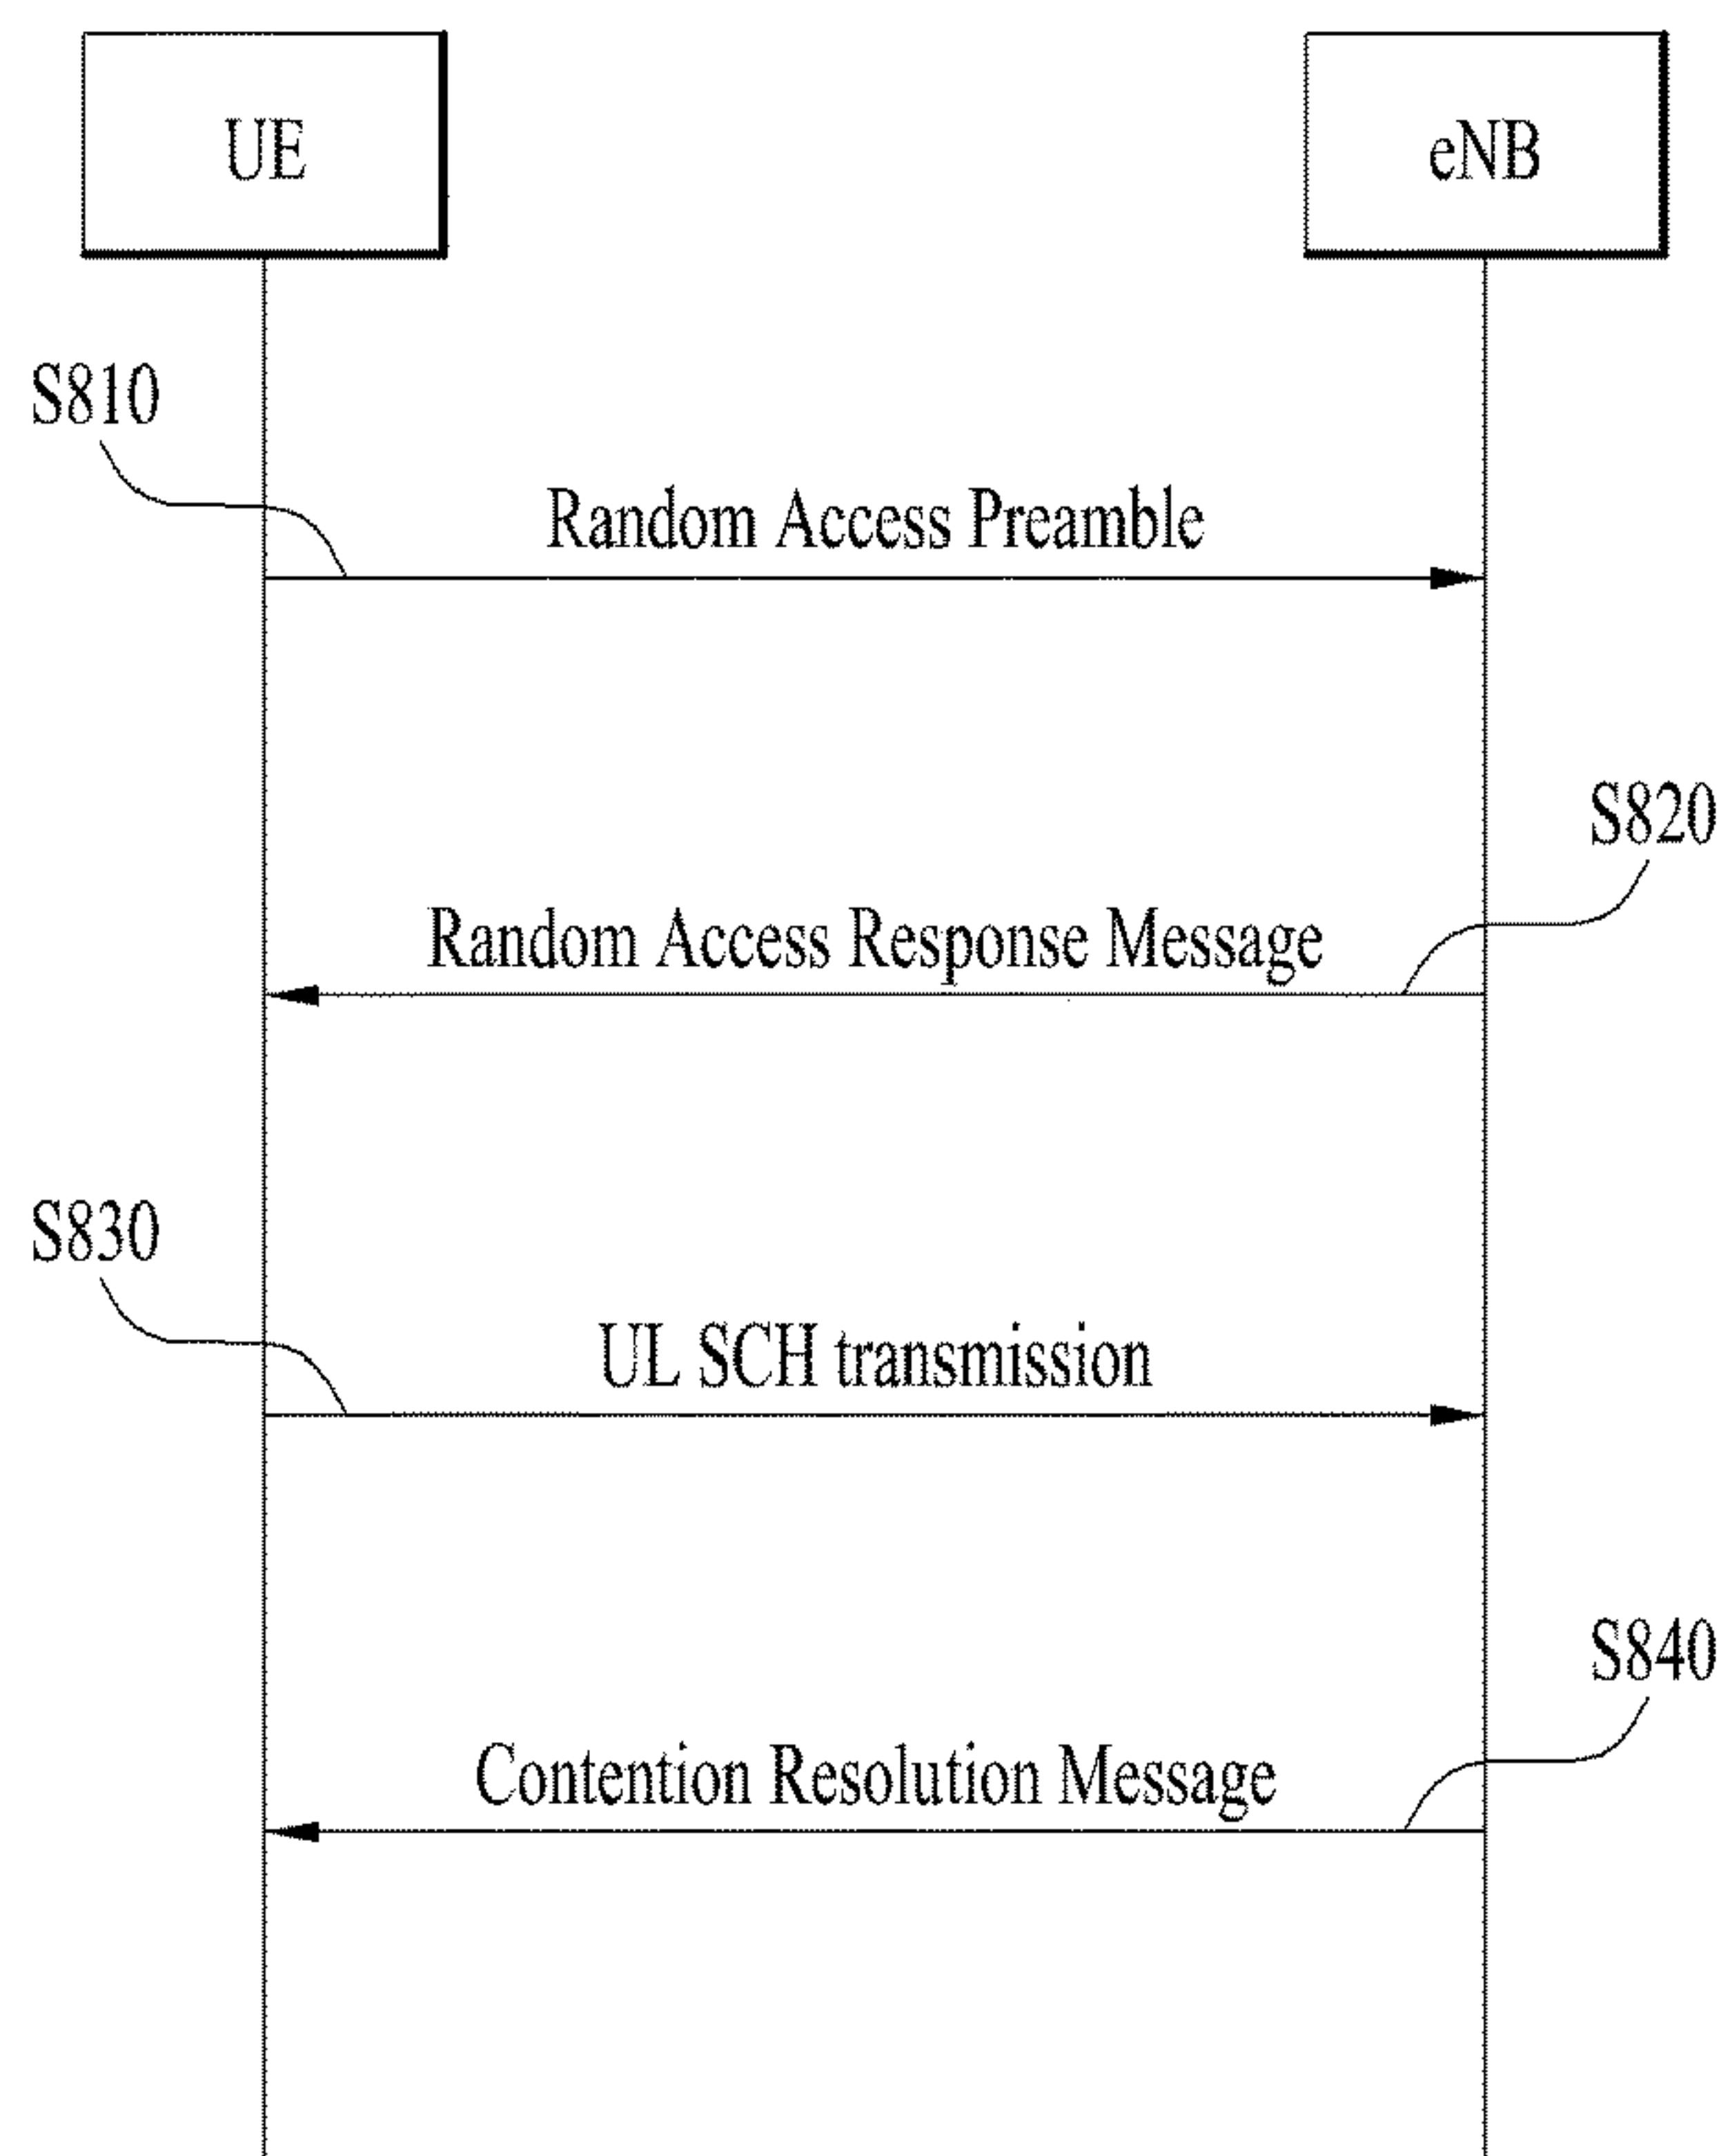 UE
eNB
S810
Random Access Preamble
S820
Random Access Response Message
S830
UL SCH transmission
S840
Contention Resolution Message